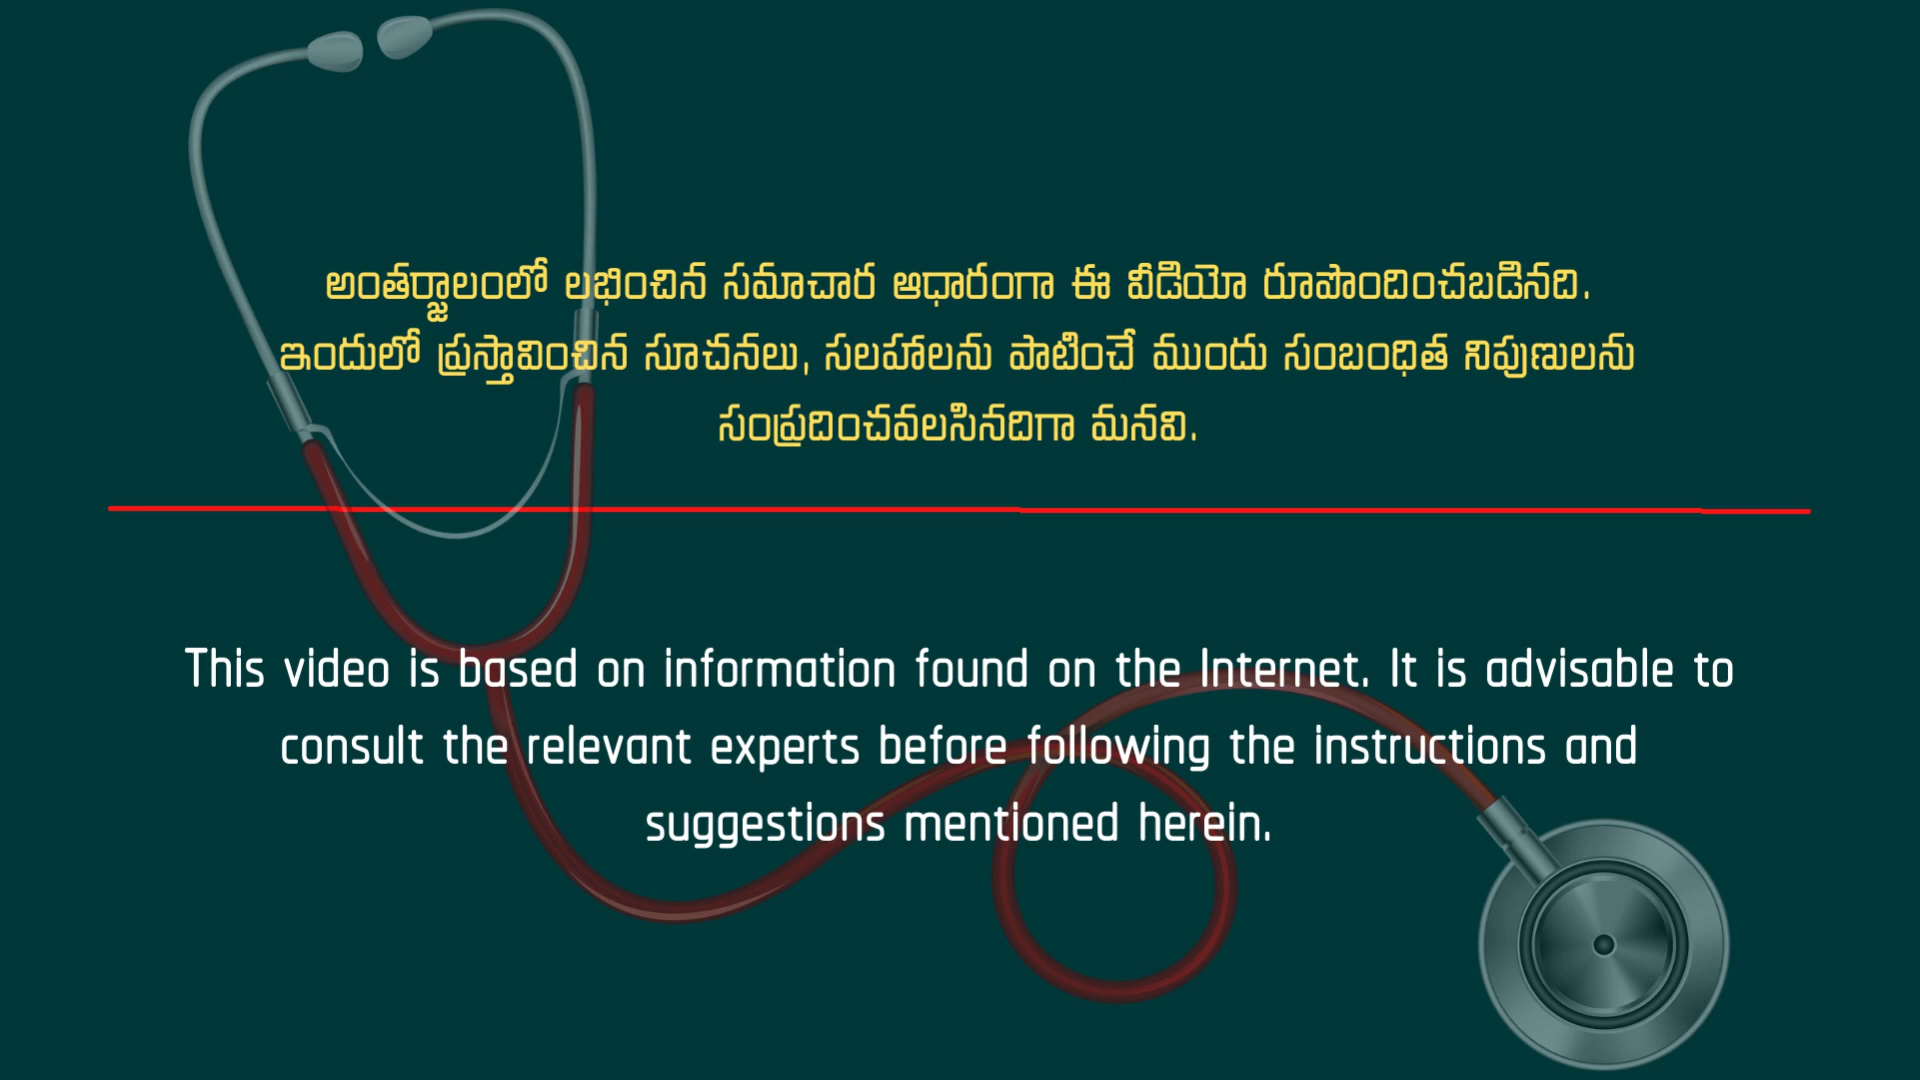 అంతర్జాలంలో లభించిన సమాచార ఆధారంగా ఈ వీడియో రూపొందించబడినది.
ఇందులో ప్రస్తావించిన సూచనలు, సలహాలను పాటించే ముందు సంబంధిత నిపుణులను
సంప్రదించవలసినదిగా మనవి.
This video is based on information found on the Internet. It is advisable to
consult the relevant experts before following the instructions and
suggestions mentioned herein.